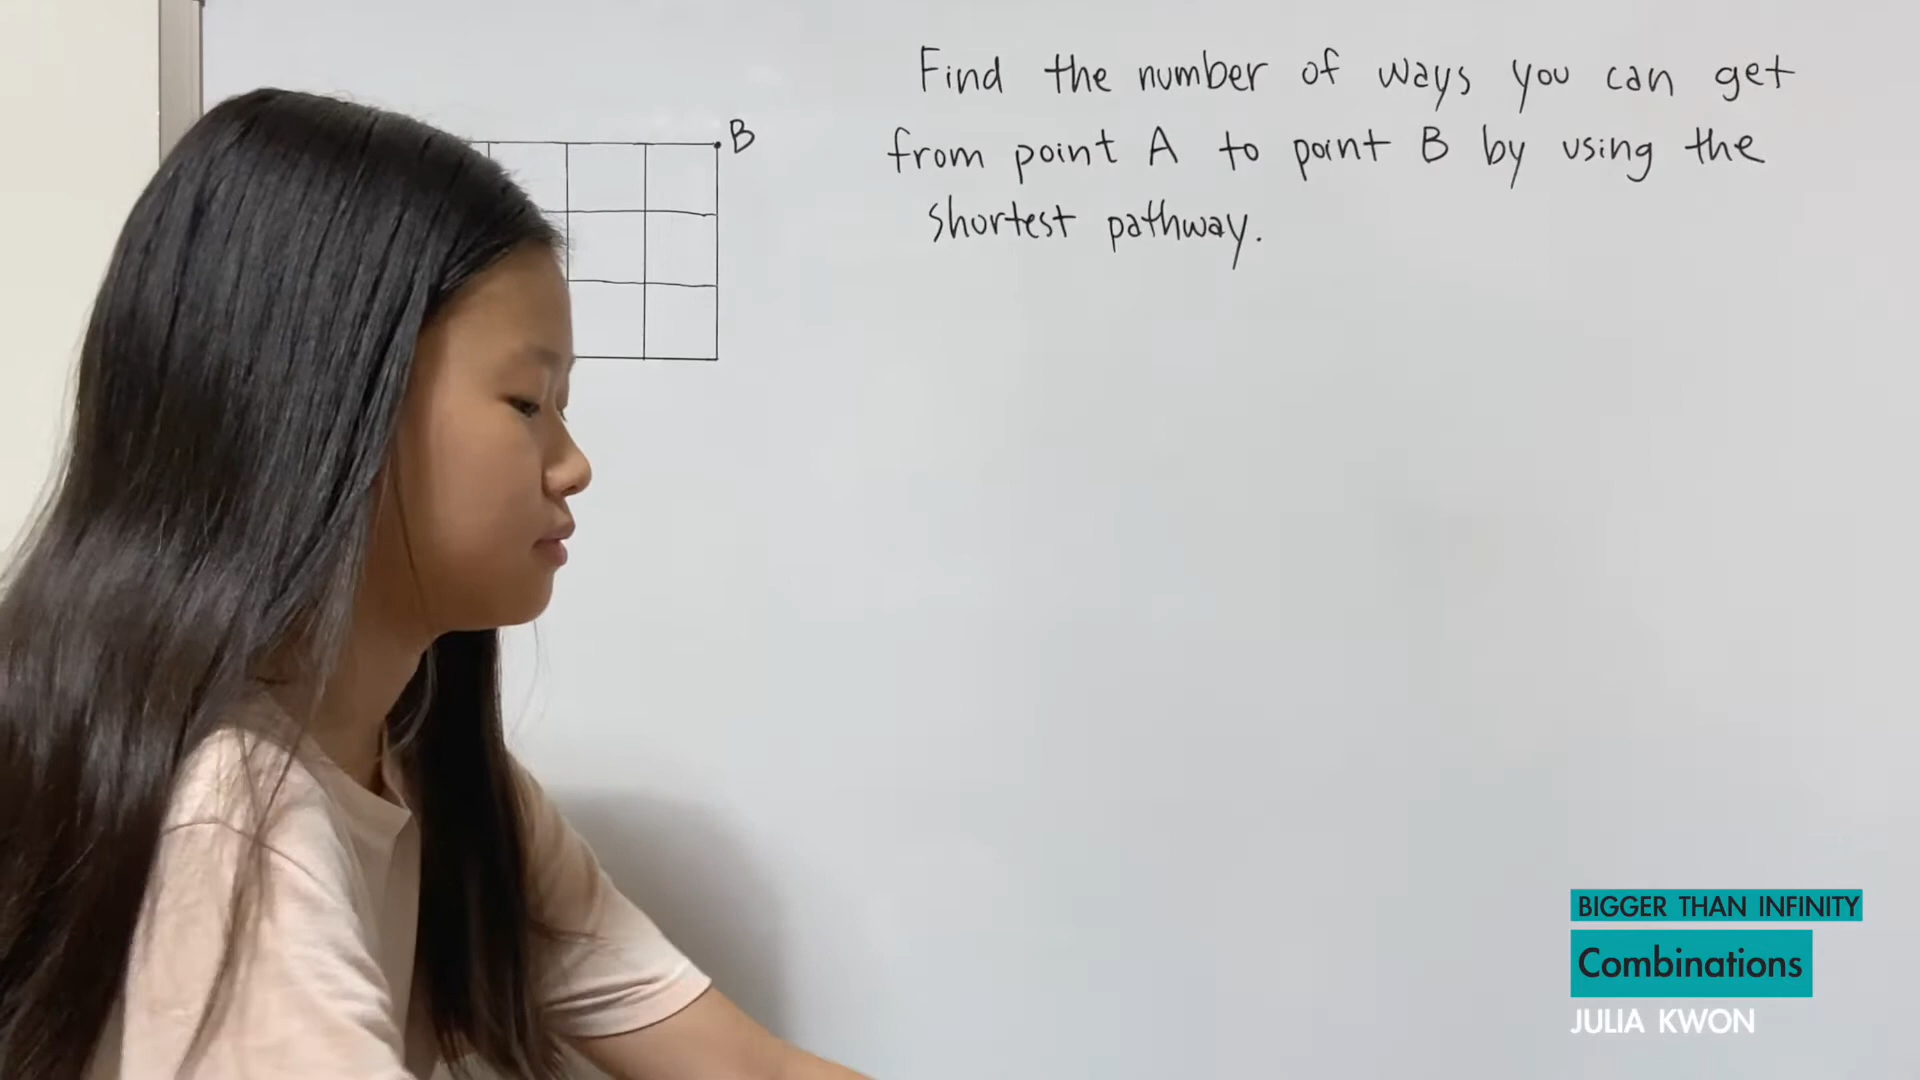 B
Find the number of ways you can get
from point A to point B by using the
shortest pathway.
BIGGER THAN INFINITY
Combinations
JULIA KWON